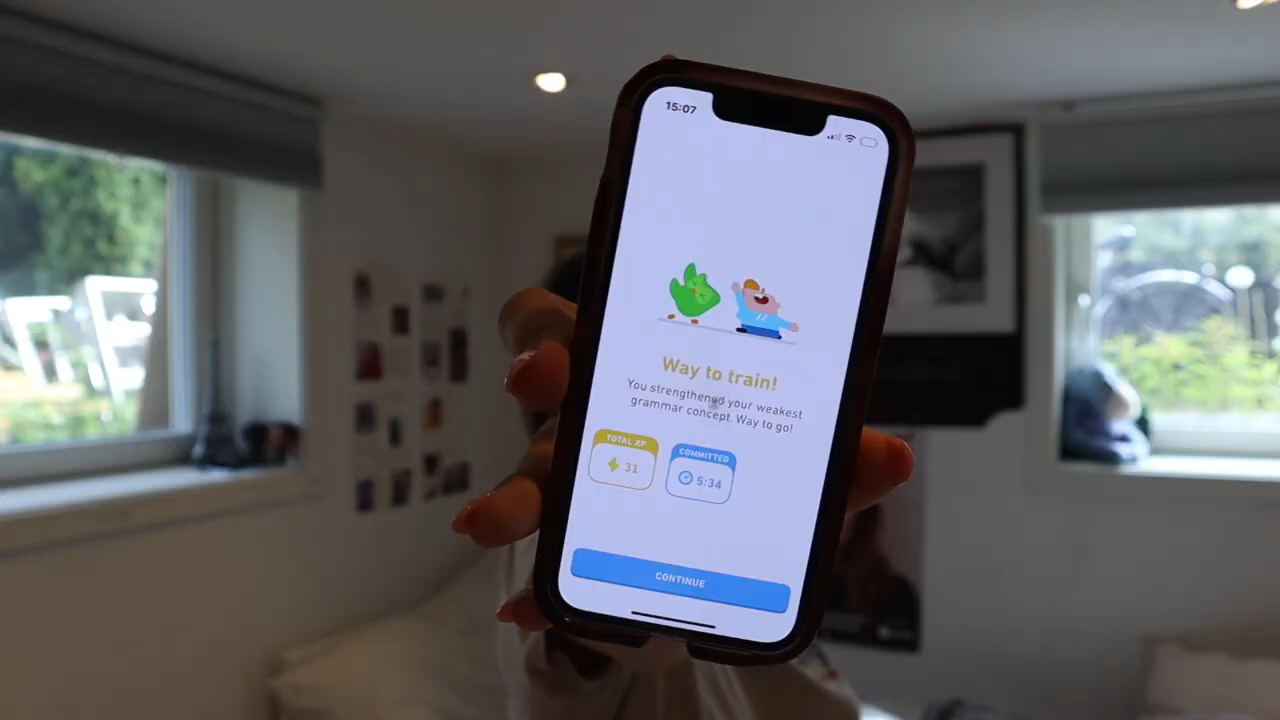 15:07
Way to train!
You strengthened your weakest
grammar concept. Way to go!
TOTAL XP
31
COMMITTED
5:34
CONTINUE